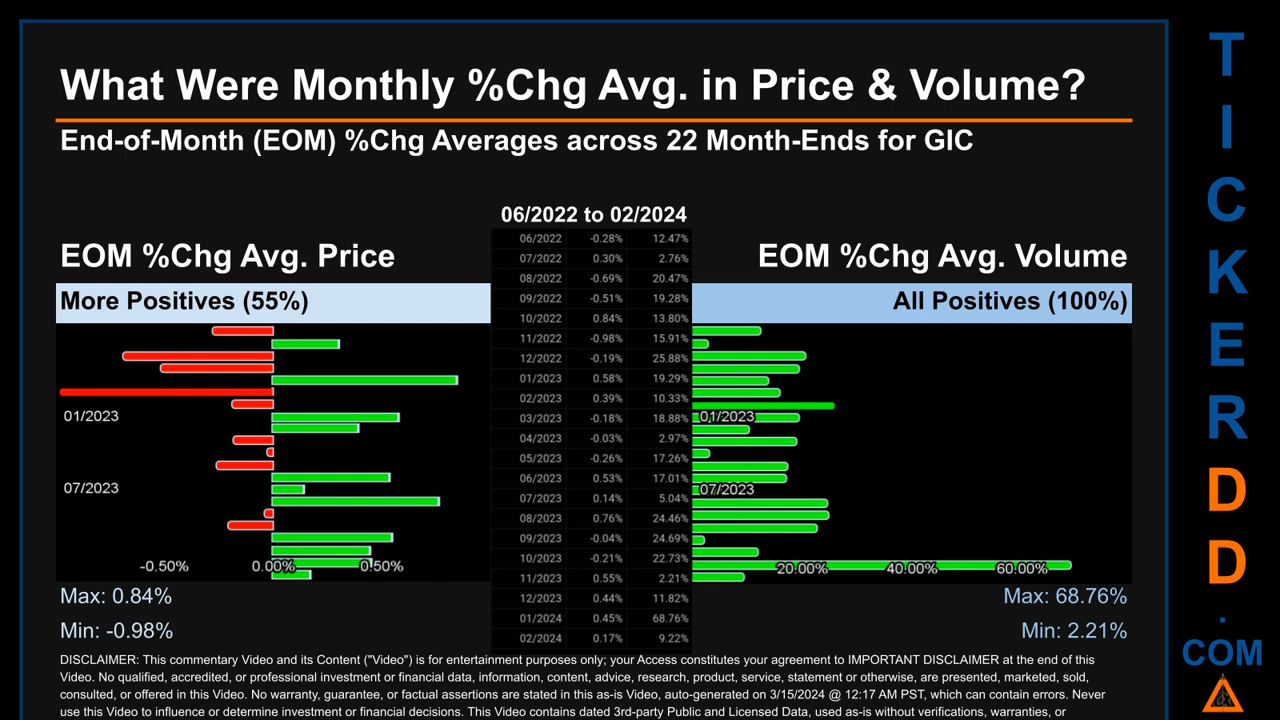 What Were Monthly %Chg Avg. in Price & Volume?
End-of-Month (EOM) %Chg Averages across 22 Month-Ends for GIC
06/2022 to 02/2024
EOM %Chg Avg. Price
EOM %Chg Avg. Volume
More Positives (55%)
All Positives (100%)
06/2022 -0.28% 12.47%
07/2022 0.30% 2.76%
08/2022 -0.69% 20.47%
09/2022 -0.51% 19.28%
10/2022 0.84% 13.80%
11/2022 -0.98% 15.91%
12/2022 -0.19% 25.88%
01/2023 0.58% 19.29%
02/2023 0.39% 10.33%
03/2023 -0.18% 18.88%
04/2023 -0.03% 2.97%
05/2023 -0.26% 17.26%
06/2023 0.53% 17.01%
07/2023 0.14% 5.04%
08/2023 0.76% 24.46%
09/2023 -0.04% 24.69%
10/2023 -0.21% 22.73%
11/2023 0.55% 2.21%
12/2023 0.44% 11.82%
01/2024 0.45% 68.76%
02/2024 0.17% 9.22%
01/2023
07/2023
-0.50% 0.00% 0.50%
01/2023
07/2023
20.00% 40.00% 60.00%
Max: 0.84%
Min: -0.98%
Max: 68.76%
Min: 2.21%
DISCLAIMER: This commentary Video and its Content ("Video") is for entertainment purposes only; your Access constitutes your agreement to IMPORTANT DISCLAIMER at the end of this
Video. No qualified, accredited, or professional investment or financial data, information, content, advice, research, product, service, statement or otherwise, are presented, marketed, sold,
consulted, or offered in this Video. No warranty, guarantee, or factual assertions are stated in this as-is Video, auto-generated on 3/15/2024 @ 12:17 AM PST, which can contain errors. Never
use this Video to influence or determine investment or financial decisions. This Video contains dated 3rd-party Public and Licensed Data, used as-is without verifications, warranties, or
T
I
C
K
E
R
D
D
.
COM